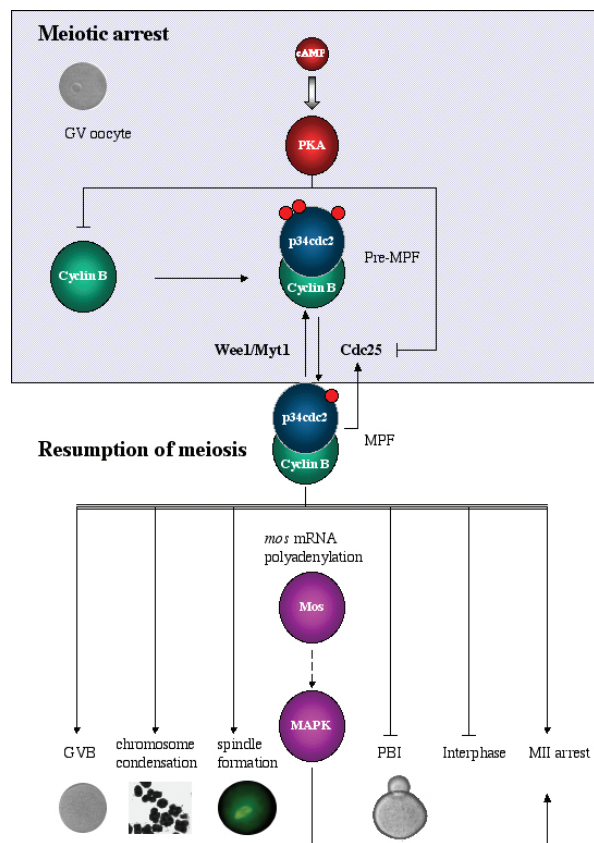 Meiotic arrest
cAMP
GV oocyte
PKA
p34cdc2
Pre-MPF
Cyclin B
Cyclin B
Wee1/Myt1
Cdc25
p34cdc2
MPF
Resumption of meiosis
Cyclin B
mos mRNA
polyadenylation
Mos
MAPK
GVB
chromosome
condensation
spindle
formation
PBI
Interphase
MII arrest